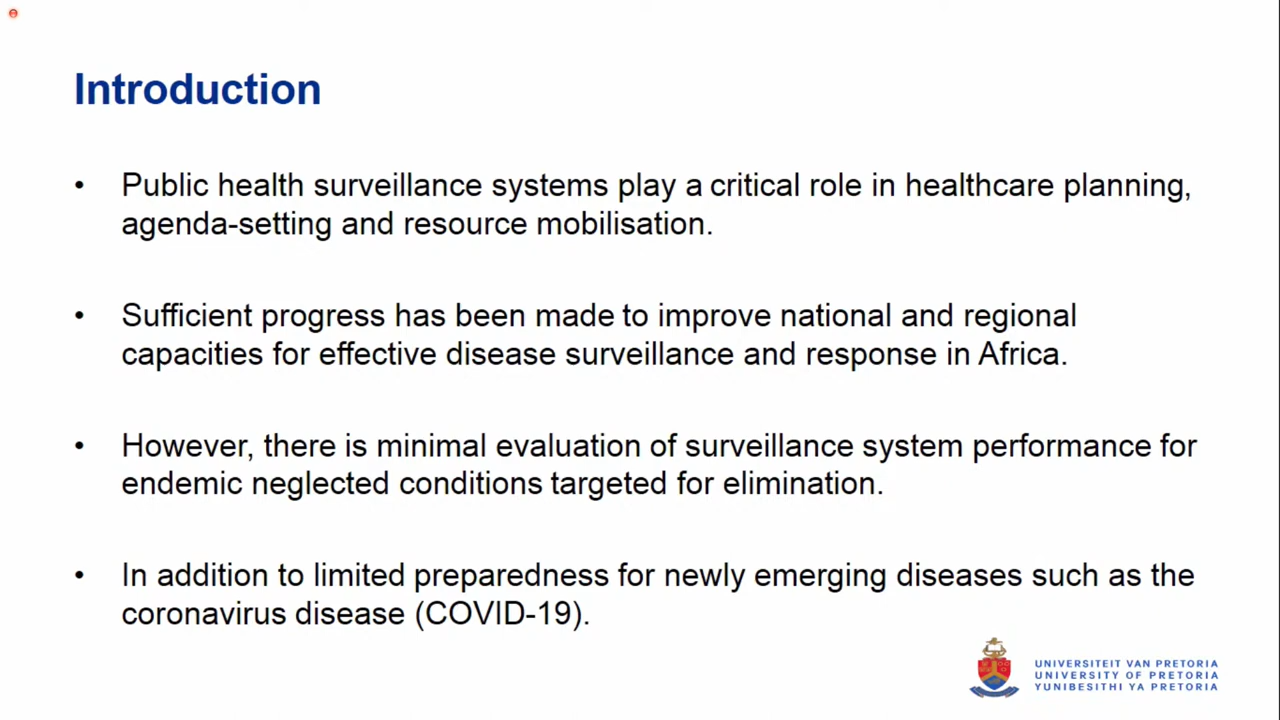 Introduction
• Public health surveillance systems play a critical role in healthcare planning,
agenda-setting and resource mobilisation.
• Sufficient progress has been made to improve national and regional
capacities for effective disease surveillance and response in Africa.
• However, there is minimal evaluation of surveillance system performance for
endemic neglected conditions targeted for elimination.
• In addition to limited preparedness for newly emerging diseases such as the
coronavirus disease (COVID-19).
UNIVERSITEIT VAN PRETORIA
UNIVERSITY OF PRETORIA
YUNIBESITHI YA PRETORIA